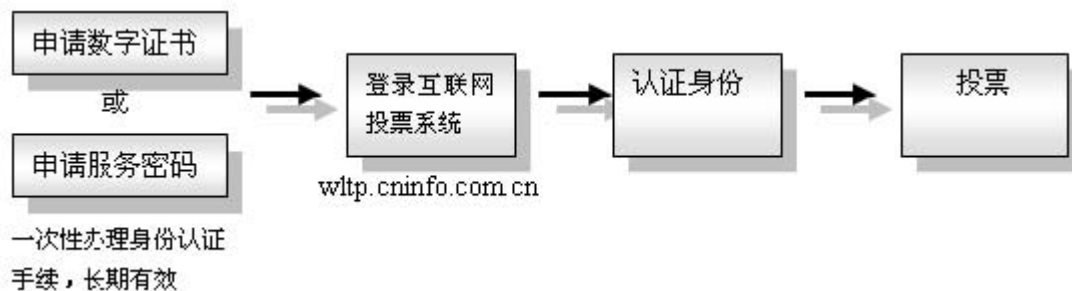 申请数字证书
或
申请服务密码
一次性办理身份认证
手续，长期有效
登录互联网
投票系统
wltp.cninfo.com.cn
认证身份
投票